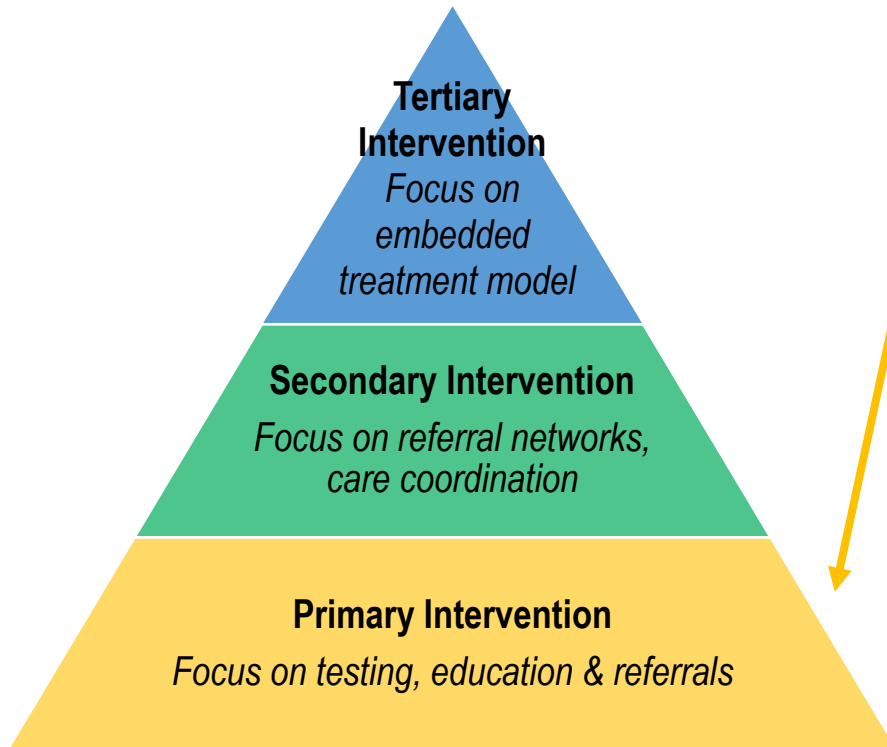 Tertiary
Intervention
Focus on
embedded
treatment model
Secondary Intervention
Focus on referral networks,
care coordination
Primary Intervention
Focus on testing, education & referrals